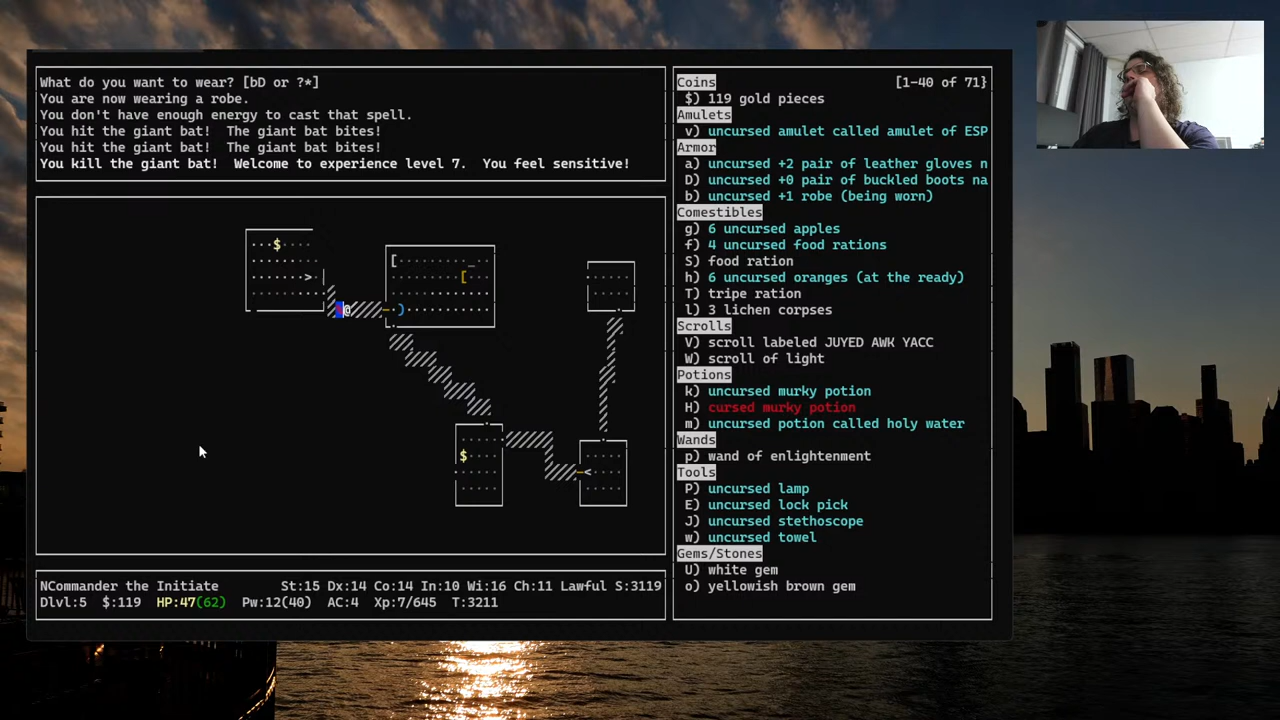 What do you want to wear? [bD or ?*]
You are now wearing a robe.
You don't have enough energy to cast that spell.
You hit the giant bat!  The giant bat bites!
You hit the giant bat!  The giant bat bites!
You kill the giant bat!  Welcome to experience level 7.  You feel sensitive!
Coins [1-40 of 71}
$) 119 gold pieces
Amulets
v) uncursed amulet called amulet of ESP
Armor
a) uncursed +2 pair of leather gloves n
D) uncursed +0 pair of buckled boots na
b) uncursed +1 robe (being worn)
Comestibles
g) 6 uncursed apples
f) 4 uncursed food rations
S) food ration
h) 6 uncursed oranges (at the ready)
T) tripe ration
l) 3 lichen corpses
Scrolls
V) scroll labeled JUYED AWK YACC
W) scroll of light
Potions
k) uncursed murky potion
H) cursed murky potion
m) uncursed potion called holy water
Wands
p) wand of enlightenment
Tools
P) uncursed lamp
E) uncursed lock pick
J) uncursed stethoscope
w) uncursed towel
Gems/Stones
U) white gem
o) yellowish brown gem
NCommander the Initiate St:15 Dx:14 Co:14 In:10 Wi:16 Ch:11 Lawful S:3119
Dlvl:5 $:119 HP:47(62) Pw:12(40) AC:4 Xp:7/645 T:3211